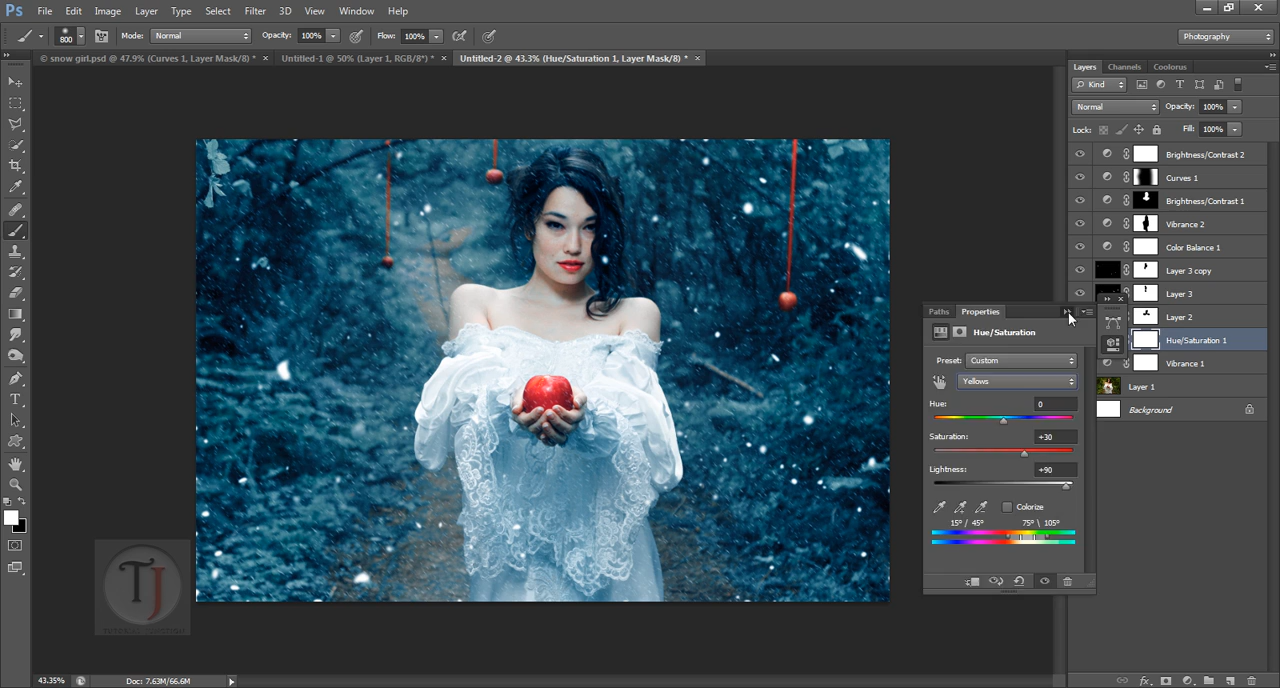 Ps File Edit Image Layer Type Select Filter 3D View Window Help
800 Mode: Normal Opacity: 100% Flow: 100% Photography
© snow girl.psd @ 47.9% (Curves 1, Layer Mask/8) * × Untitled-1 @ 50% (Layer 1, RGB/8*) * × Untitled-2 @ 43.3% (Hue/Saturation 1, Layer Mask/8) * ×
Layers Channels Coolorus
Kind
Normal Opacity: 100%
Lock: Fill: 100%
Brightness/Contrast 2
Curves 1
Brightness/Contrast 1
Vibrance 2
Color Balance 1
Layer 3 copy
Layer 3
Layer 2
Hue/Saturation 1
Vibrance 1
Layer 1
Background
Paths Properties
Hue/Saturation
Preset: Custom
Yellows
Hue: 0
Saturation: +30
Lightness: +90
Colorize
15º / 45º 75º \ 105º
TJ
43.35% Doc: 7.63M/66.6M